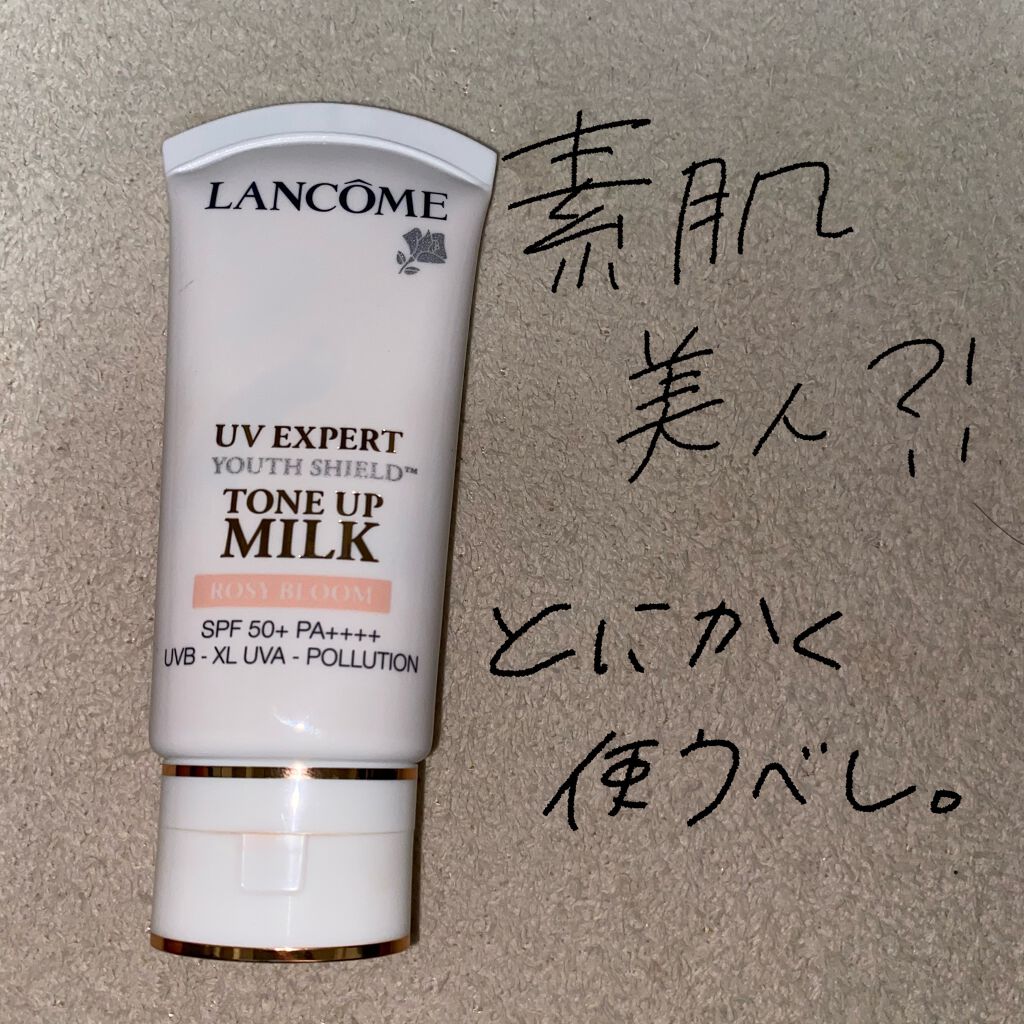 LANCÔME
UV EXPERT
YOUTH SHIELD™
TONE UP
MILK
ROSY BLOOM
SPF 50+ PA++++
UVB - XL UVA - POLLUTION
素肌
美人?!
とにかく
使うべし。